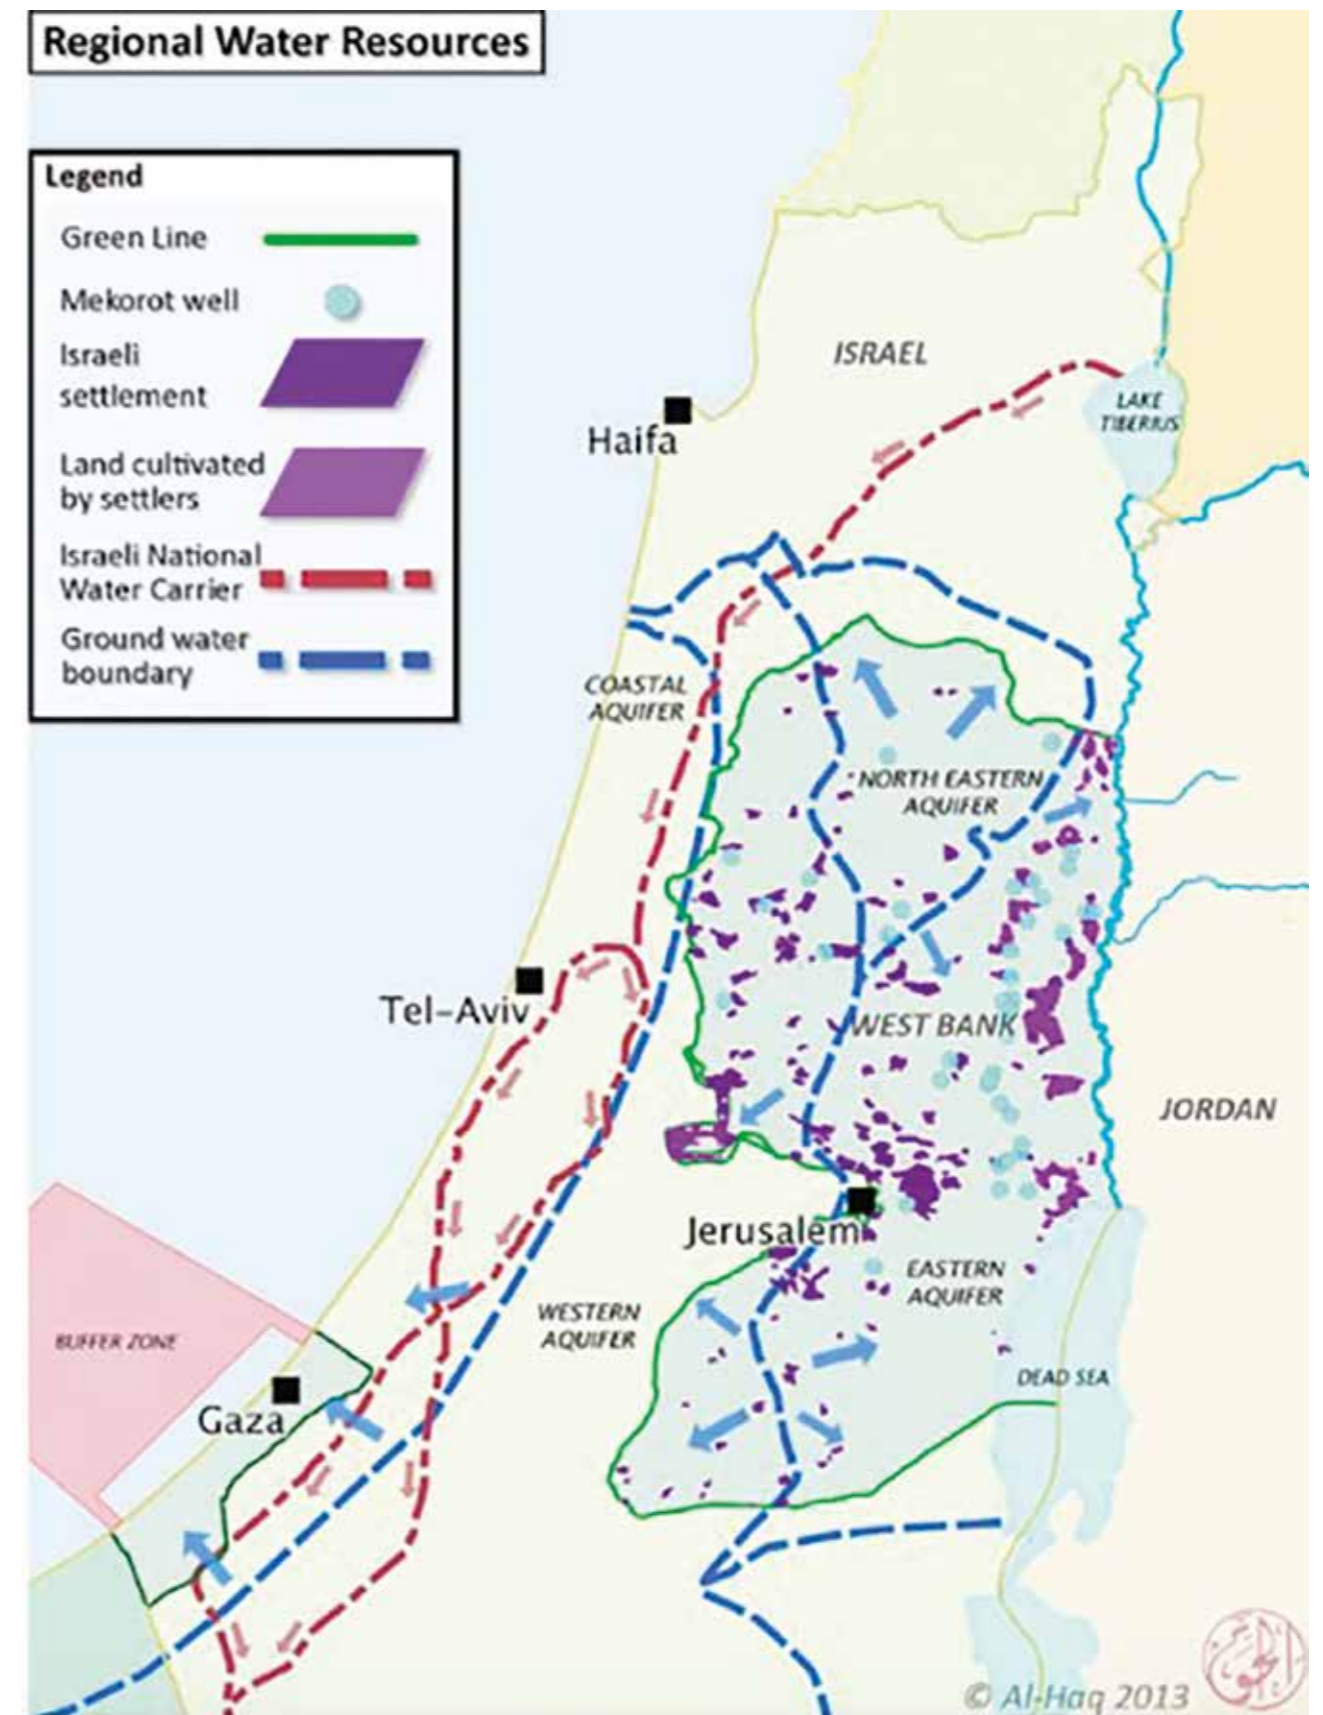 Regional Water Resources
Legend
Green Line
Mekorot well
Israeli
settlement
Land cultivated
by settlers
Israeli National
Water Carrier
Ground water
boundary
ISRAEL
LAKE
TIBERIUS
Haifa
COASTAL
AQUIFER
NORTH EASTERN
AQUIFER
Tel-Aviv
WEST BANK
JORDAN
Jerusalem
EASTERN
AQUIFER
WESTERN
AQUIFER
BUFFER ZONE
DEAD SEA
Gaza
© Al-Haq 2013